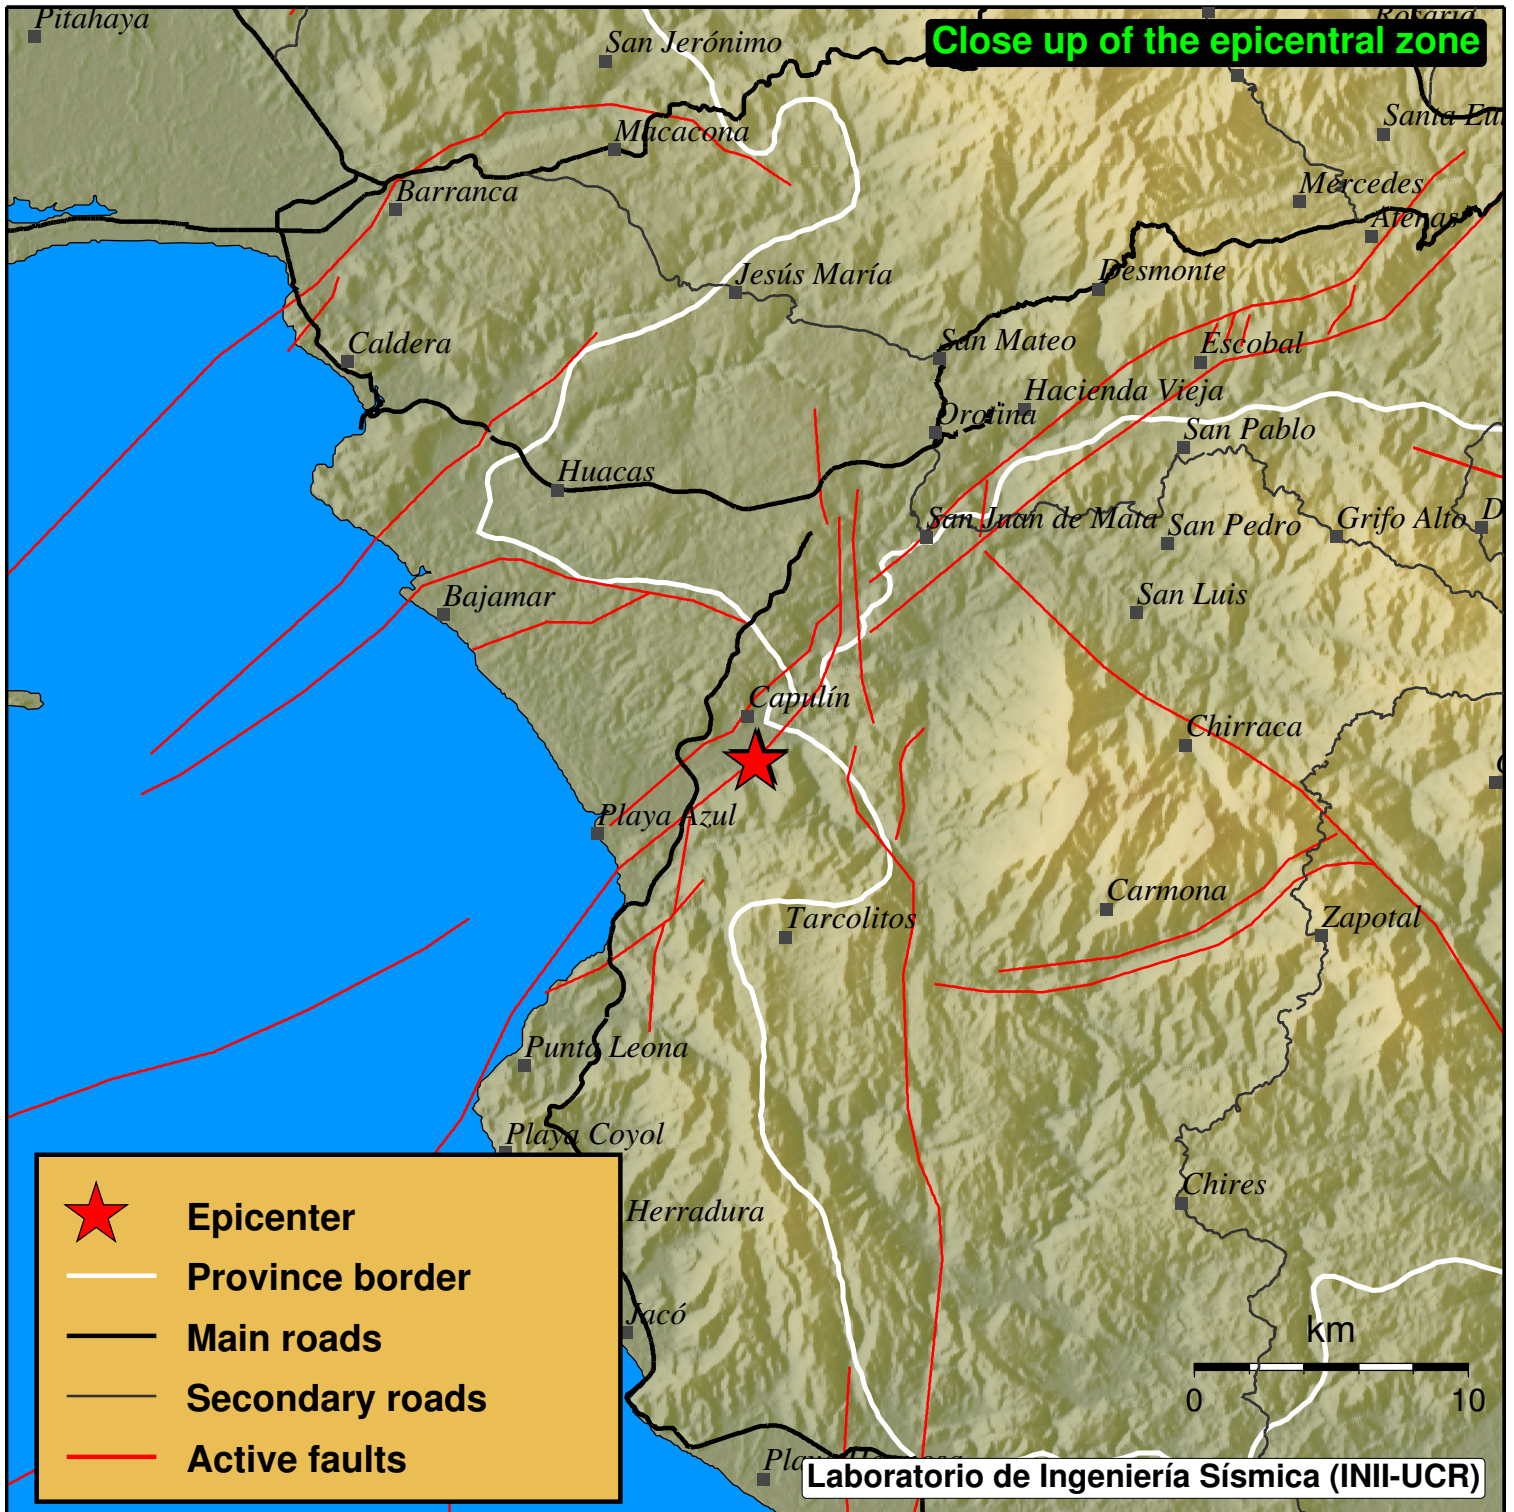 Pitahaya
Rosario
San Jerónimo
Close up of the epicentral zone
Macacona
Barranca
Mercedes
Atenas
Jesús María
Desmonte
Caldera
San Mateo
Escobal
Hacienda Vieja
Orotina
San Pablo
Huacas
San Juan de Mata
San Pedro
Grifo Alto
D
Bajamar
San Luis
Capulín
Chirraca
Playa Azul
Carmona
Tarcolitos
Zapotal
Punta Leona
Playa Coyol
Chires
Herradura
Jacó
km
0
10
Epicenter
Province border
Main roads
Secondary roads
Active faults
Laboratorio de Ingeniería Sísmica (INII-UCR)